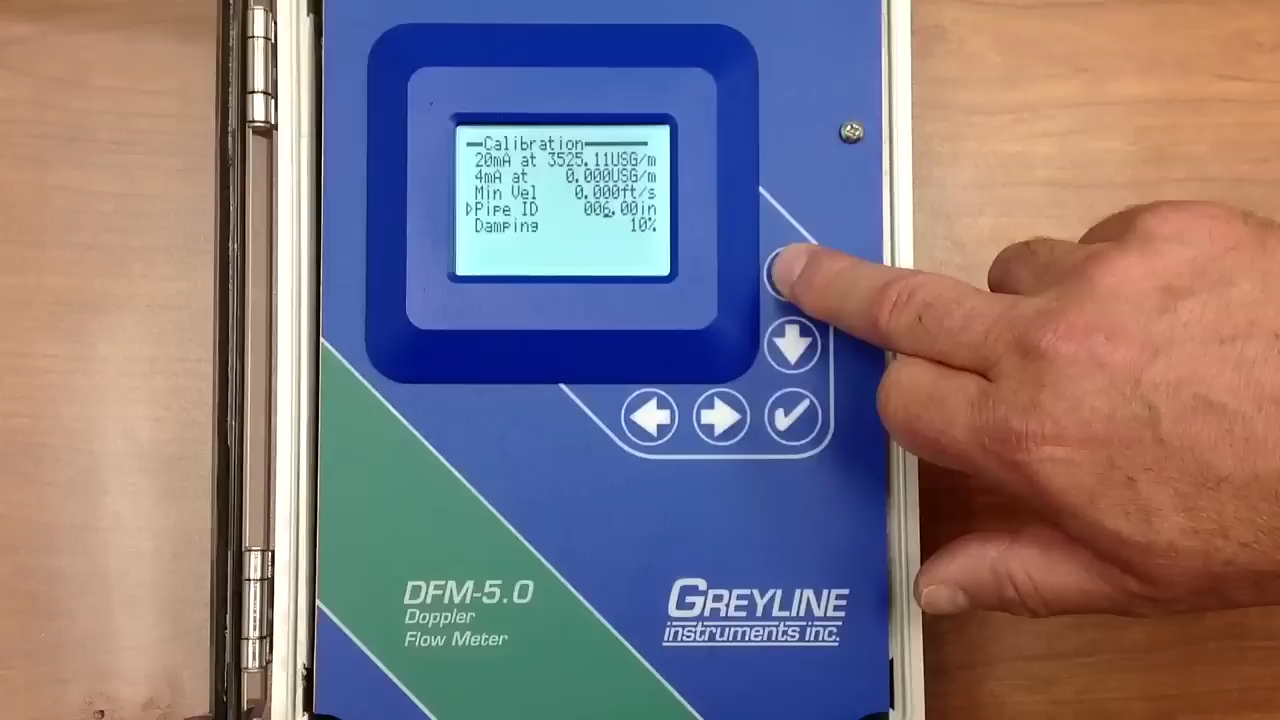 Calibration
20mA at 3525.11USG/m
4mA at 0.000USG/m
Min Vel 0.000ft/s
Pipe ID 006.00in
Damping 10%
DFM-5.0
Doppler
Flow Meter
GREYLINE
instruments inc.